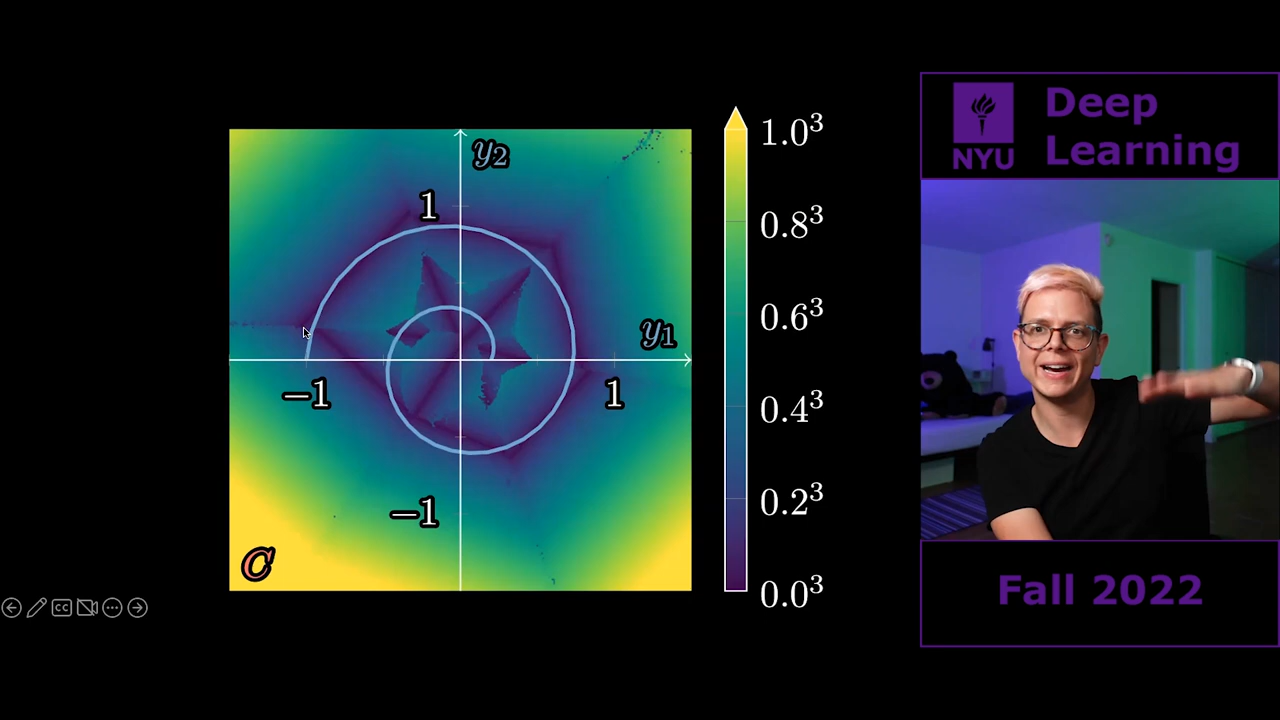 y₂
1
y₁
−1
1
−1
C
1.0³
0.8³
0.6³
0.4³
0.2³
0.0³
CC
NYU
Deep
Learning
Fall 2022